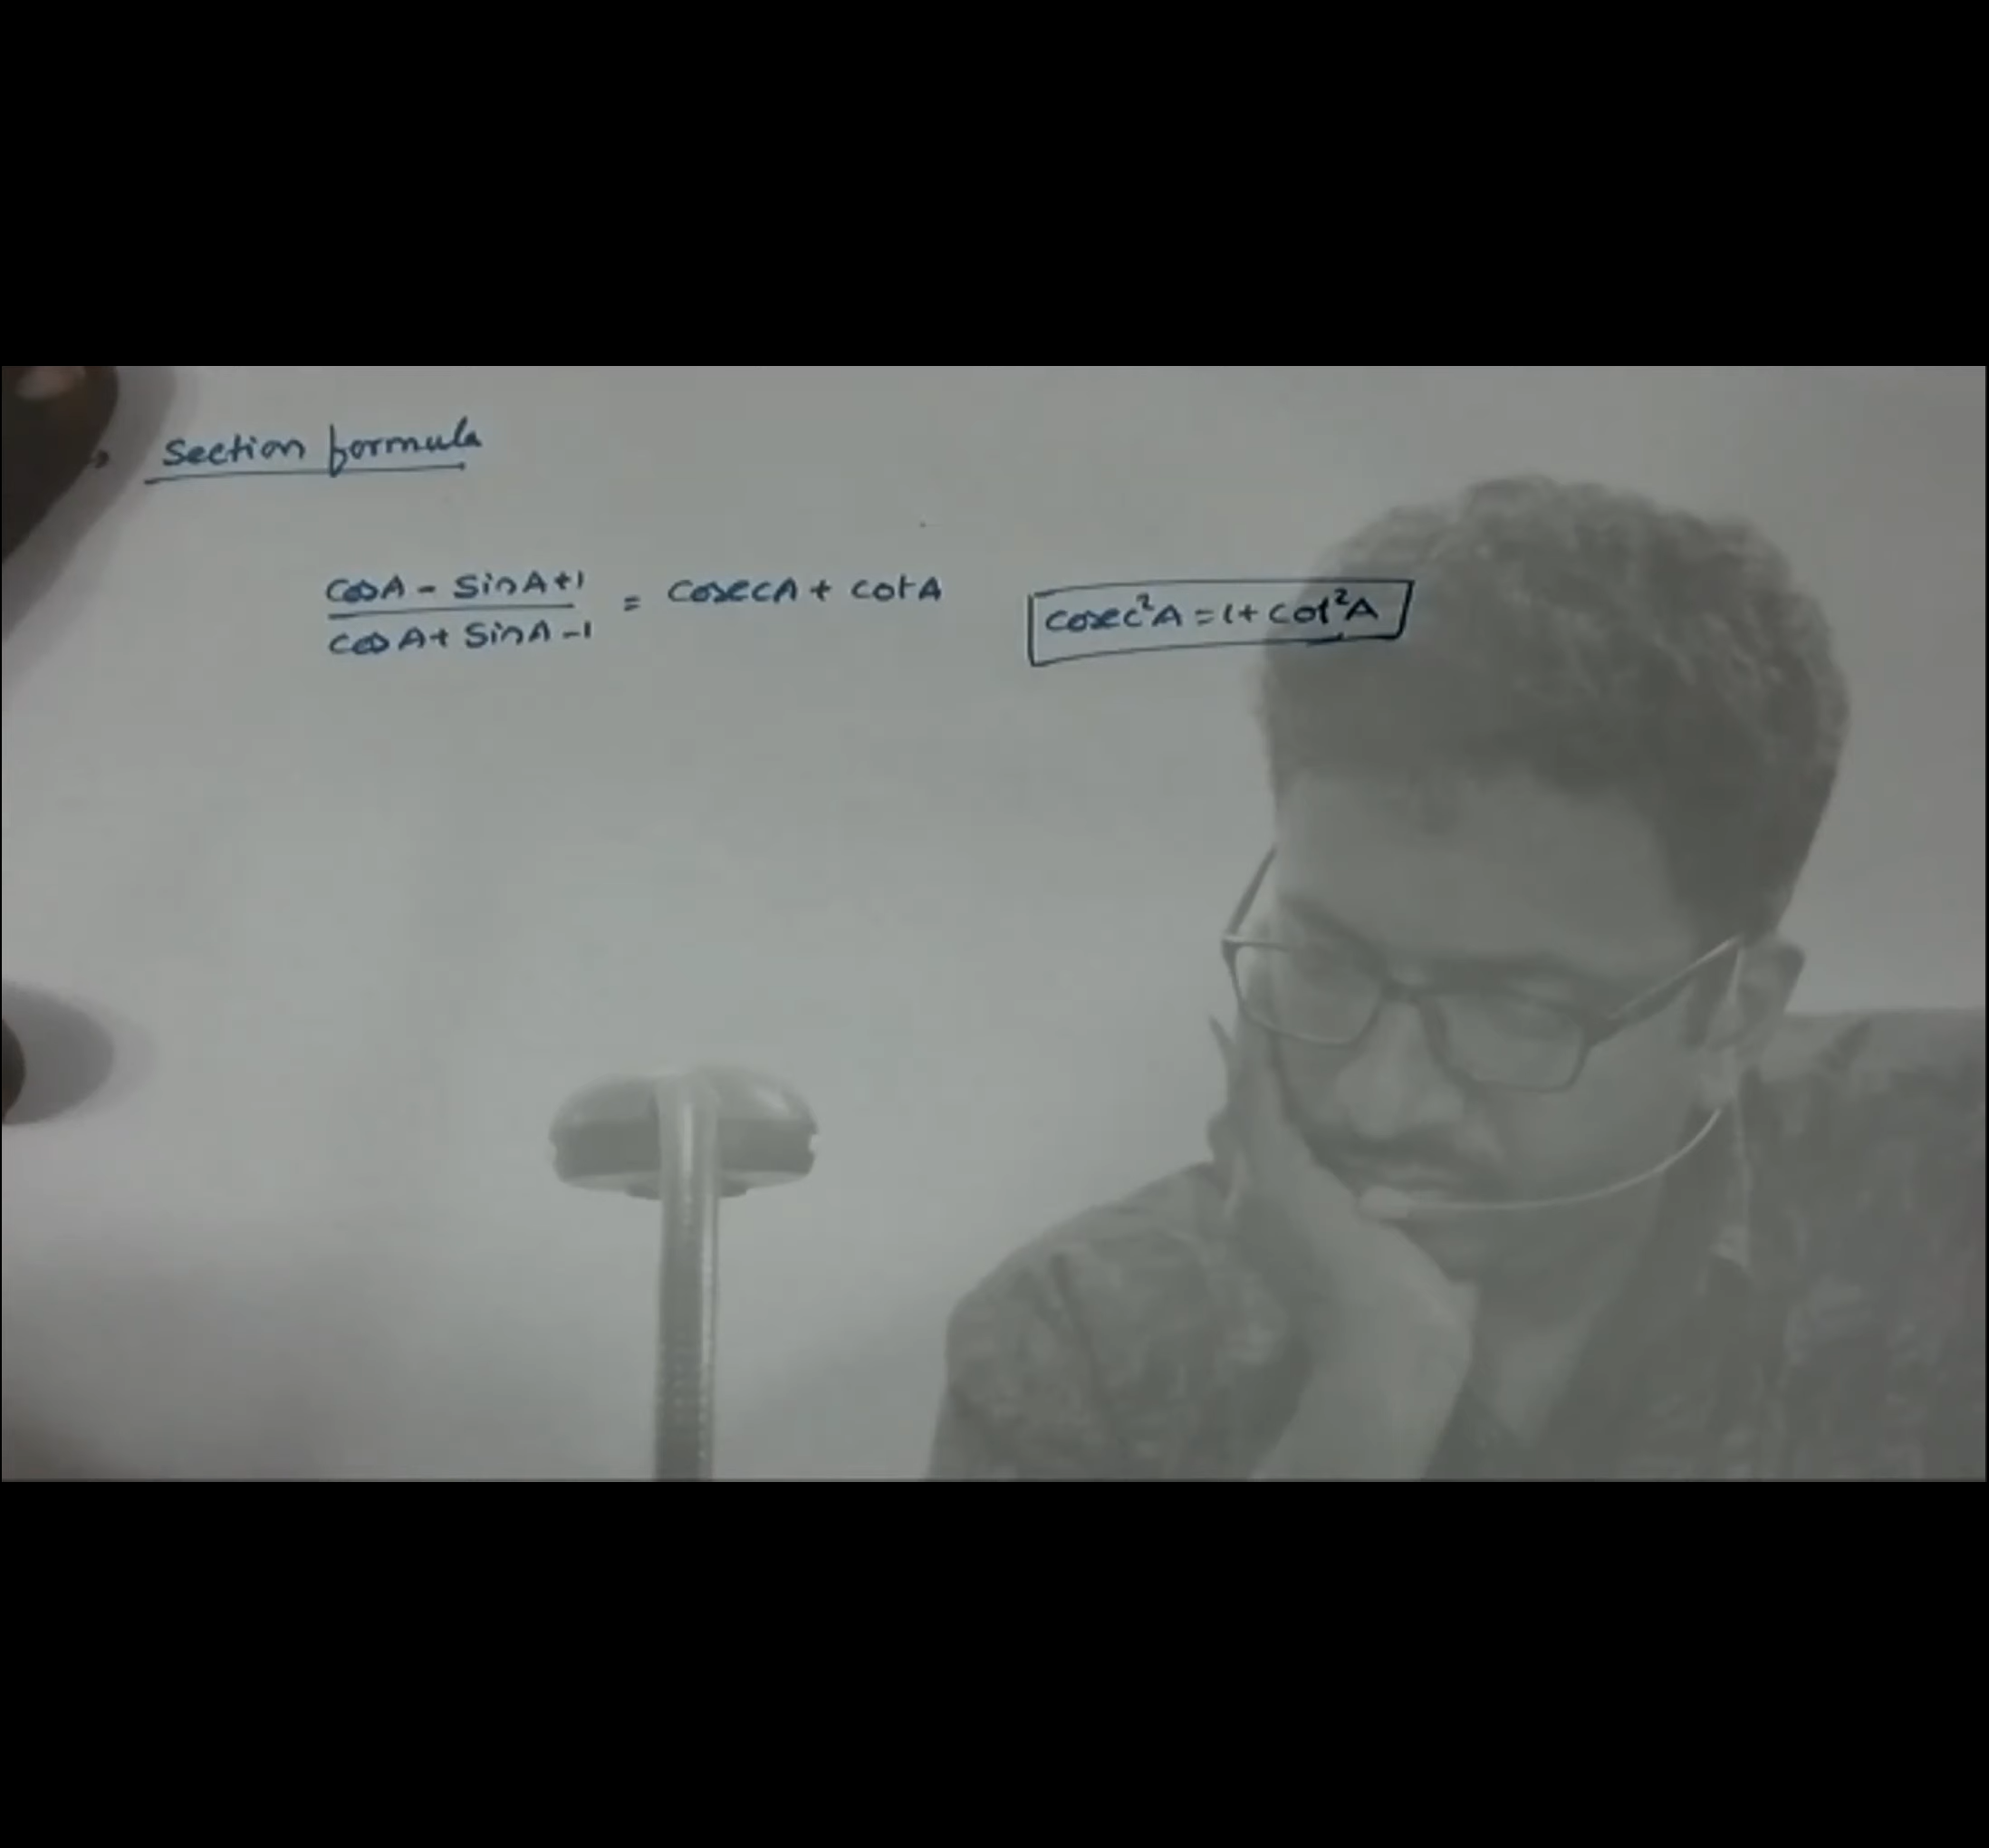 Section formula
cosA - sinA+1 / cosA + sinA -1 = cosecA + cotA
cosec²A = 1+ cot²A